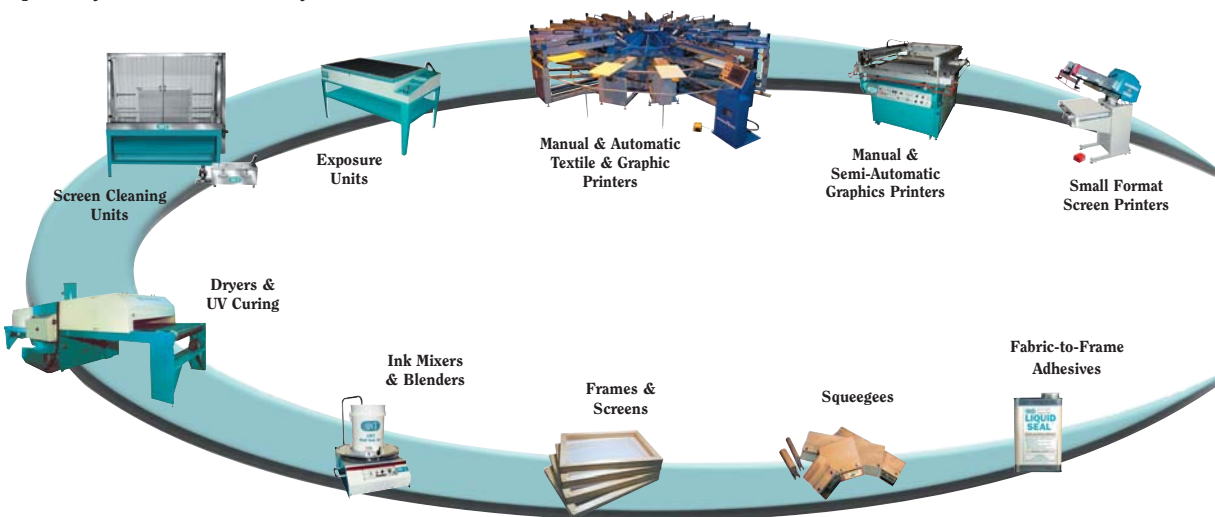 Screen Cleaning
Units
Exposure
Units
Manual & Automatic
Textile & Graphic
Printers
Manual &
Semi-Automatic
Graphics Printers
Small Format
Screen Printers
Dryers &
UV Curing
Ink Mixers
& Blenders
Frames &
Screens
Squeegees
Fabric-to-Frame
Adhesives
LIQUID
SEAL